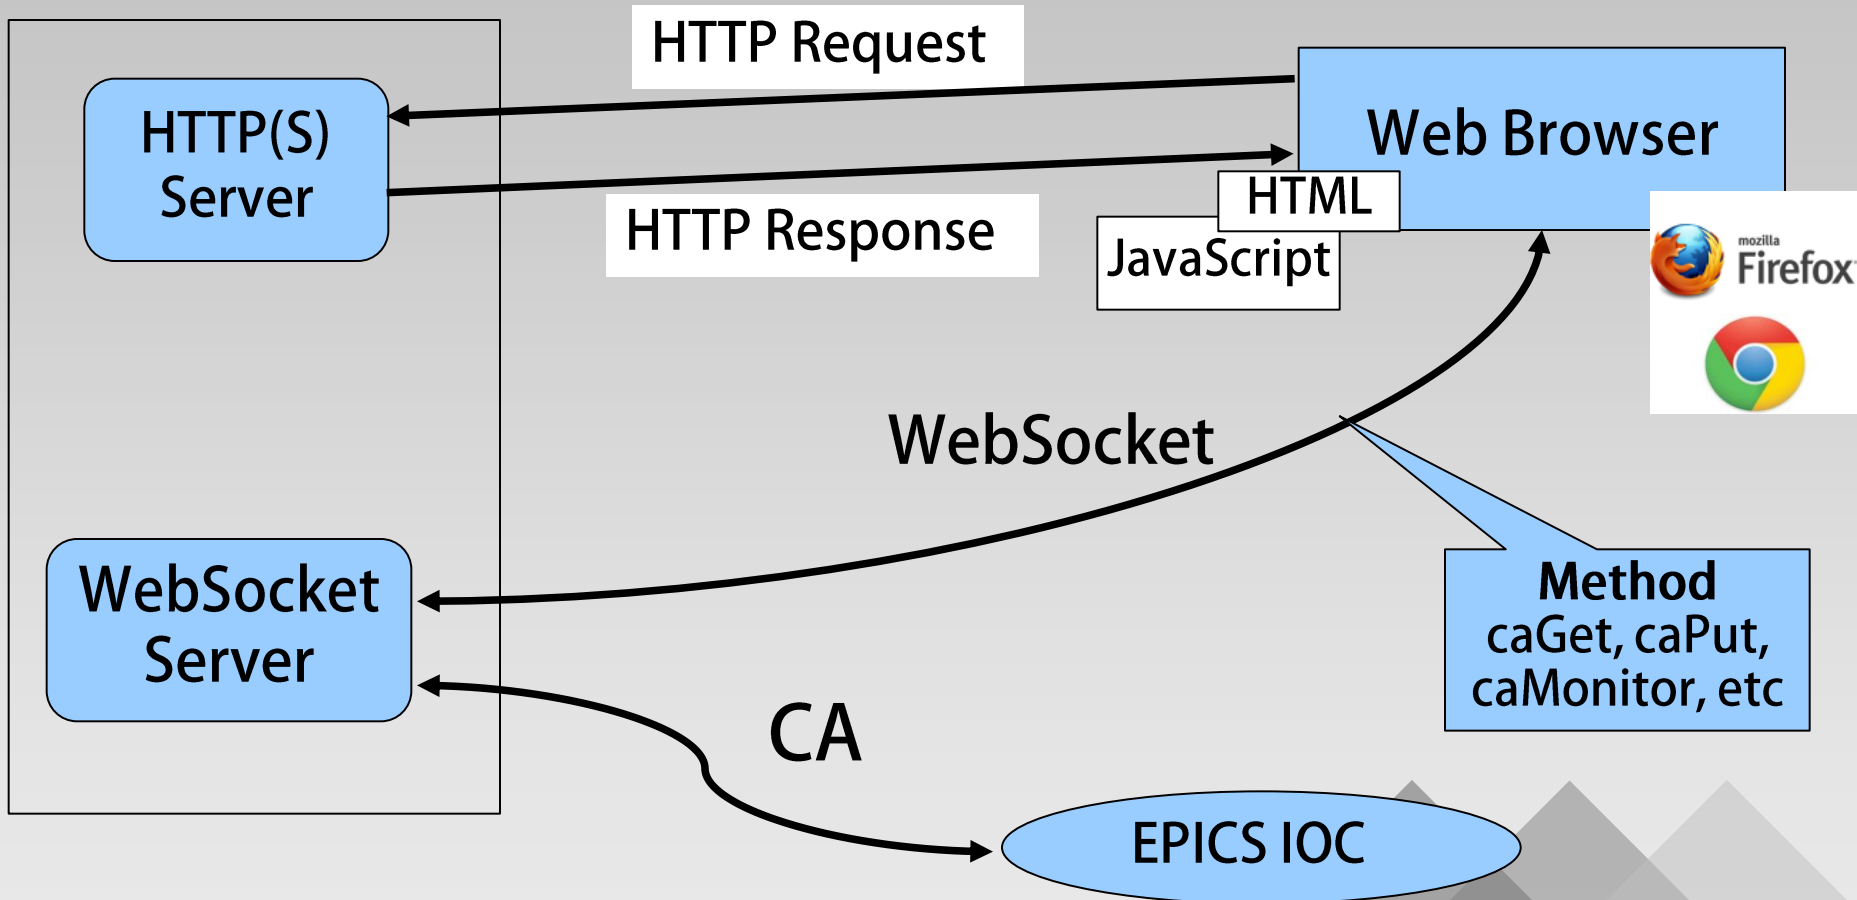 HTTP Request
HTTP(S)
Server
Web Browser
HTML
HTTP Response
JavaScript
mozilla
Firefox
WebSocket
WebSocket
Server
Method
caGet, caPut,
caMonitor, etc
CA
EPICS IOC